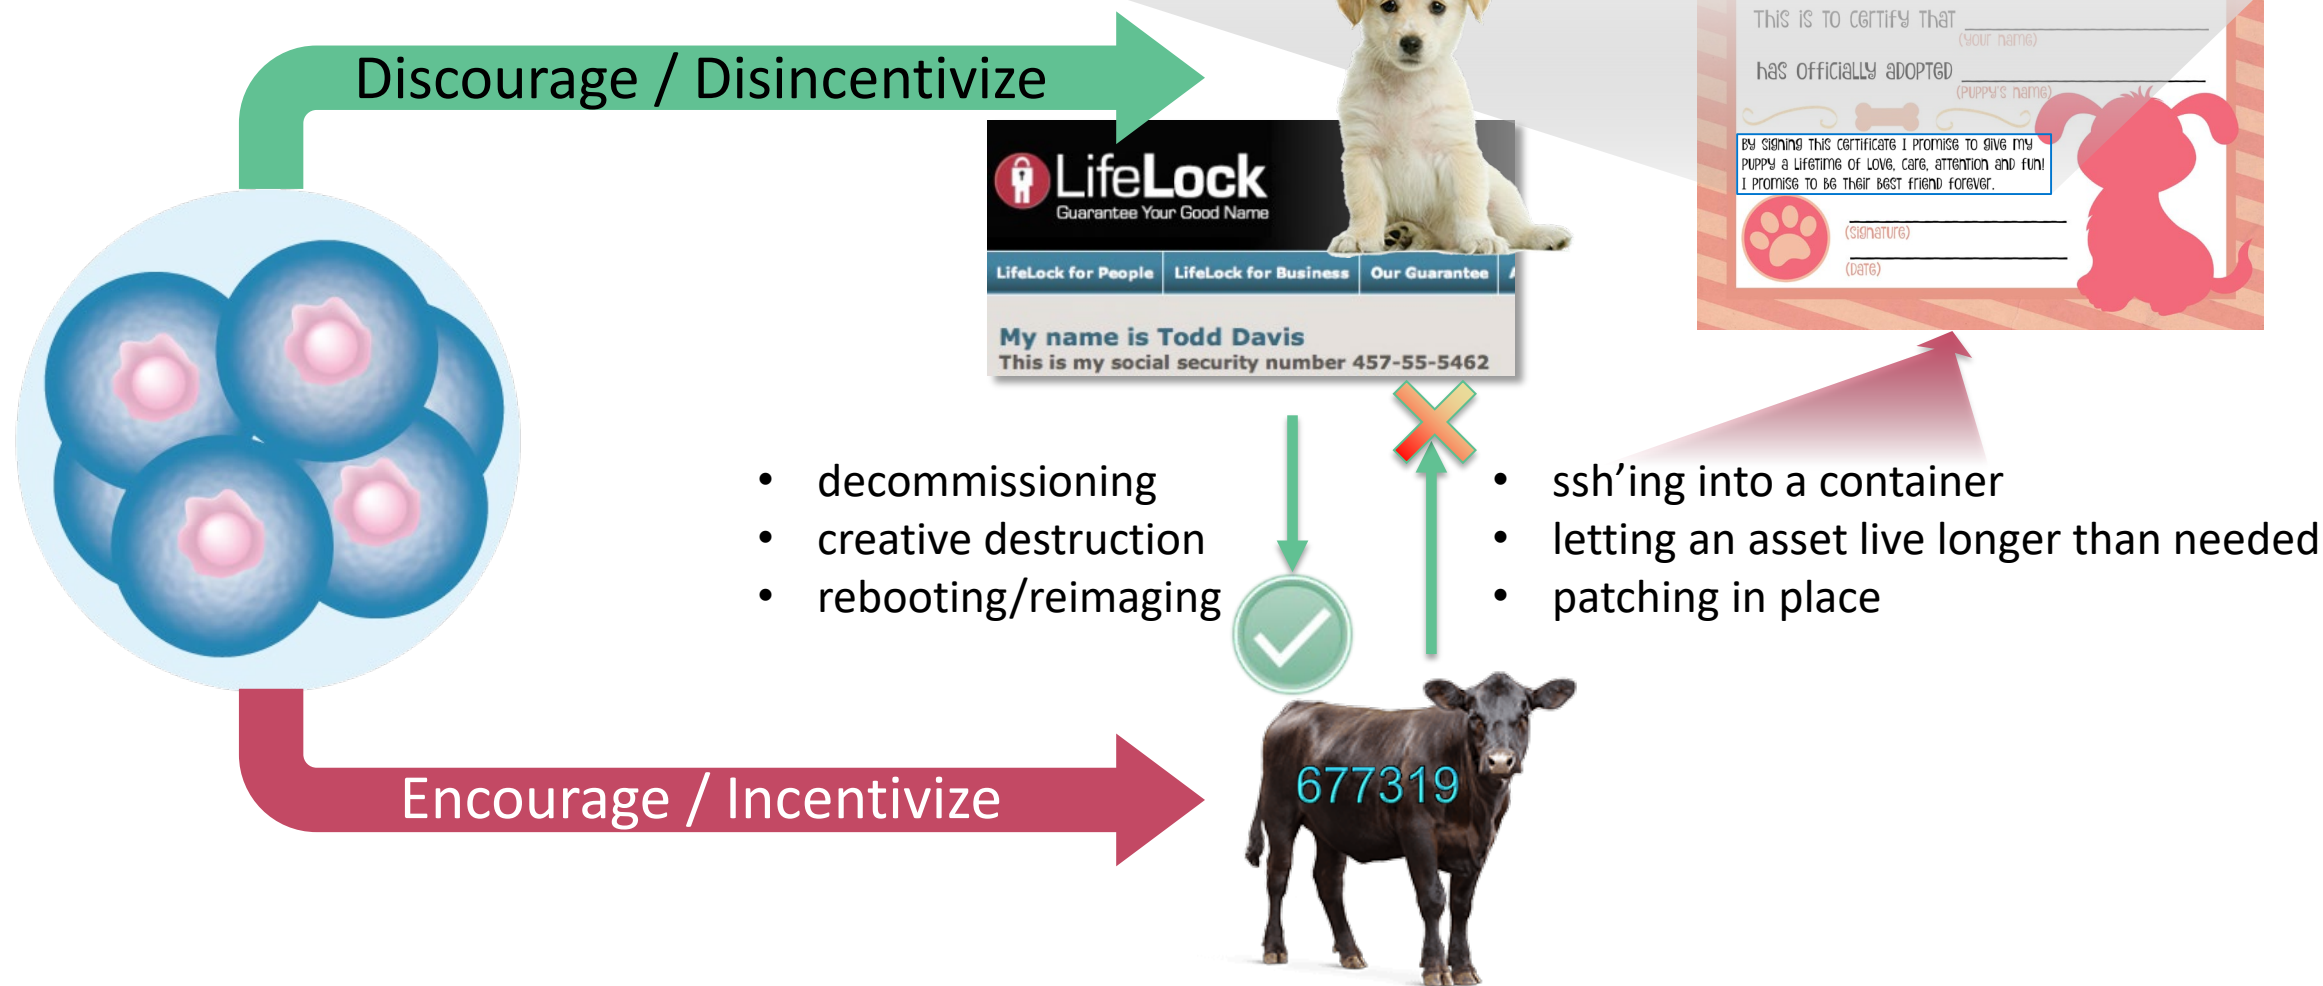 Discourage / Disincentivize
This is to certify that
(your name)
has officially adopted
(puppy's name)
By signing this certificate I promise to give my
puppy a lifetime of love, care, attention and fun!
I promise to be their best friend forever.
(signature)
(date)
LifeLock
Guarantee Your Good Name
LifeLock for People
LifeLock for Business
Our Guarantee
My name is Todd Davis
This is my social security number 457-55-5462
• decommissioning
• creative destruction
• rebooting/reimaging
• ssh’ing into a container
• letting an asset live longer than needed
• patching in place
677319
Encourage / Incentivize